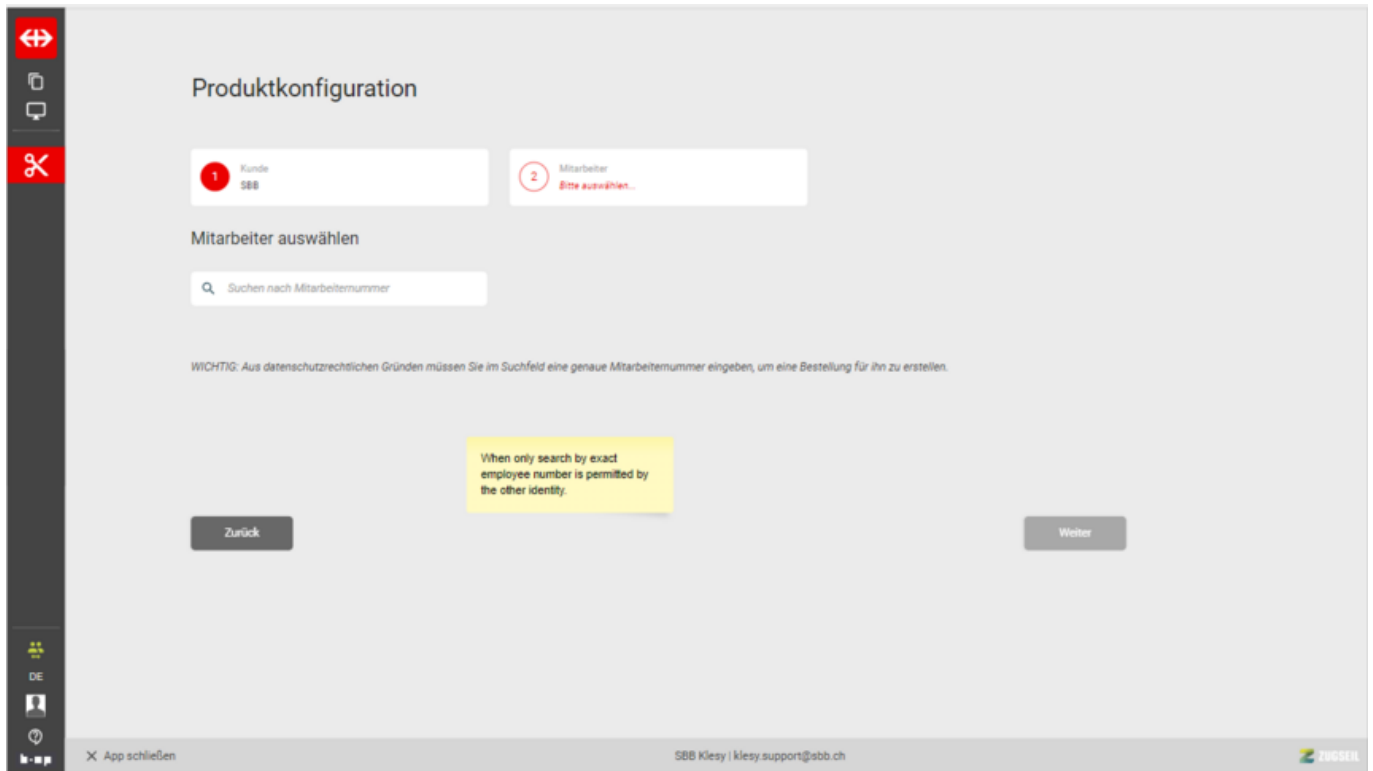 Produktkonfiguration
1
Kunde
SBB
2
Mitarbeiter
Bitte auswählen...
Mitarbeiter auswählen
Suchen nach Mitarbeiternummer
WICHTIG: Aus datenschutzrechtlichen Gründen müssen Sie im Suchfeld eine genaue Mitarbeiternummer eingeben, um eine Bestellung für ihn zu erstellen.
When only search by exact
employee number is permitted by
the other identity.
Zurück
Weiter
DE
App schließen
SBB Klesy | klesy.support@sbb.ch
ZUGSEIL